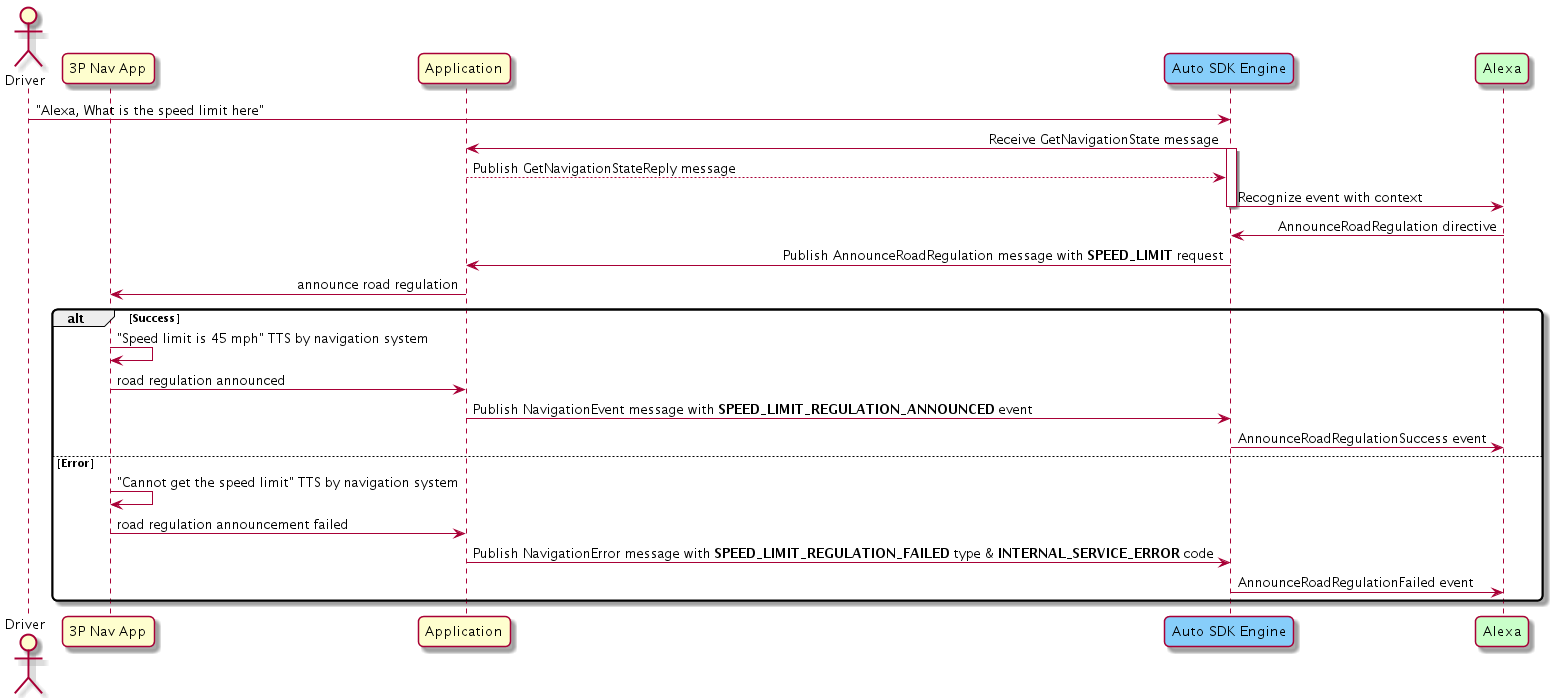 Driver
3P Nav App
Application
Auto SDK Engine
Alexa
"Alexa, What is the speed limit here"
Receive GetNavigationState message
Publish GetNavigationStateReply message
Recognize event with context
AnnounceRoadRegulation directive
Publish AnnounceRoadRegulation message with SPEED_LIMIT request
announce road regulation
alt [Success]
"Speed limit is 45 mph" TTS by navigation system
road regulation announced
Publish NavigationEvent message with SPEED_LIMIT_REGULATION_ANNOUNCED event
AnnounceRoadRegulationSuccess event
[Error]
"Cannot get the speed limit" TTS by navigation system
road regulation announcement failed
Publish NavigationError message with SPEED_LIMIT_REGULATION_FAILED type & INTERNAL_SERVICE_ERROR code
AnnounceRoadRegulationFailed event
Driver
3P Nav App
Application
Auto SDK Engine
Alexa